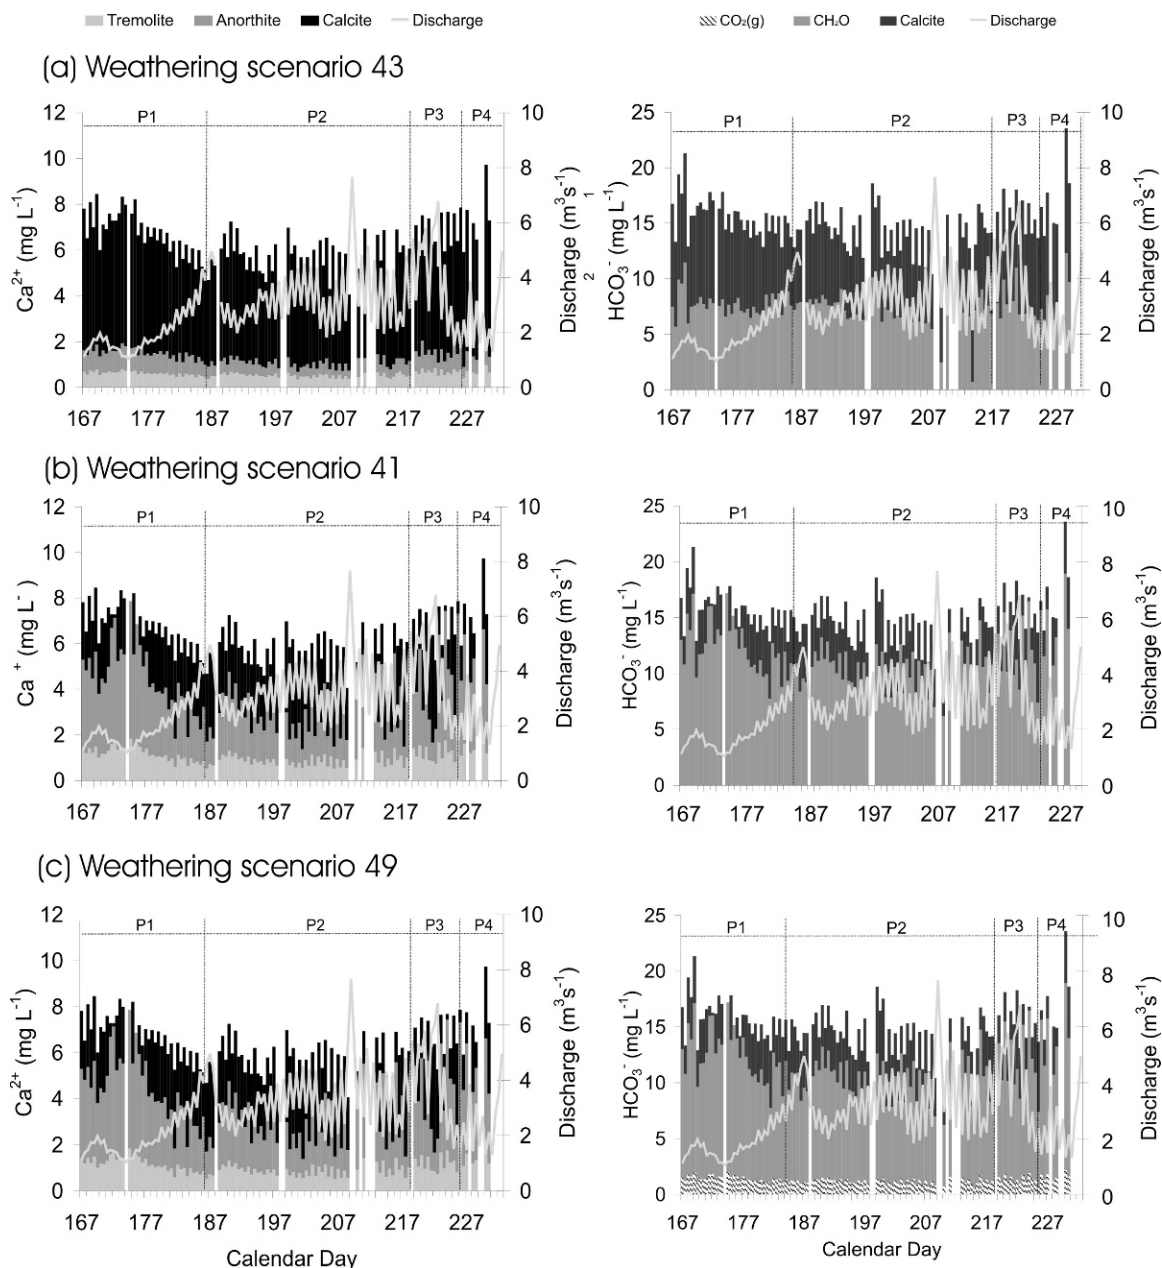 Tremolite Anorthite Calcite Discharge
CO₂(g) CH₂O Calcite Discharge
(a) Weathering scenario 43
12 10 8 6 4 2 0
Ca²⁺ (mg L⁻¹)
P1 P2 P3 P4
10 8 6 4 2 0
Discharge (m³s⁻¹)
167 177 187 197 207 217 227
25 20 15 10 5 0
1
2
HCO₃⁻ (mg L⁻¹)
P1 P2 P3 P4
10 8 6 4 2 0
Discharge (m³s⁻¹)
167 177 187 197 207 217 227
(b) Weathering scenario 41
12 10 8 6 4 2 0
Ca ⁺ (mg L⁻)
P1 P2 P3 P4
10 8 6 4 2 0
Discharge (m³s⁻¹)
167 177 187 197 207 217 227
25 20 15 10 5 0
HCO₃⁻ (mg L⁻¹)
P1 P2 P3 P4
10 8 6 4 2 0
Discharge (m³s⁻¹)
167 177 187 197 207 217 227
(c) Weathering scenario 49
12 10 8 6 4 2 0
Ca²⁺ (mg L⁻¹)
P1 P2 P3 P4
10 8 6 4 2 0
Discharge (m³s⁻¹)
167 177 187 197 207 217 227
Calendar Day
25 20 15 10 5 0
HCO₃⁻ (mg L⁻¹)
P1 P2 P3 P4
10 8 6 4 2 0
Discharge (m³s⁻¹)
167 177 187 197 207 217 227
Calendar Day